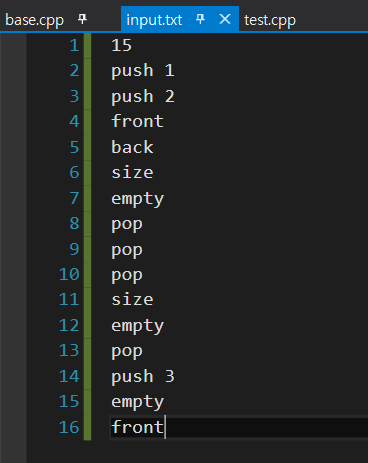 base.cpp input.txt test.cpp
1 15
2 push 1
3 push 2
4 front
5 back
6 size
7 empty
8 pop
9 pop
10 pop
11 size
12 empty
13 pop
14 push 3
15 empty
16 front